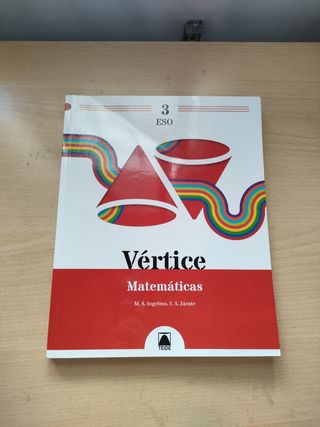 3
ESO
Vértice
Matemáticas
M. Á. Ingelmo, Y. Á. Zárate
TEIDE